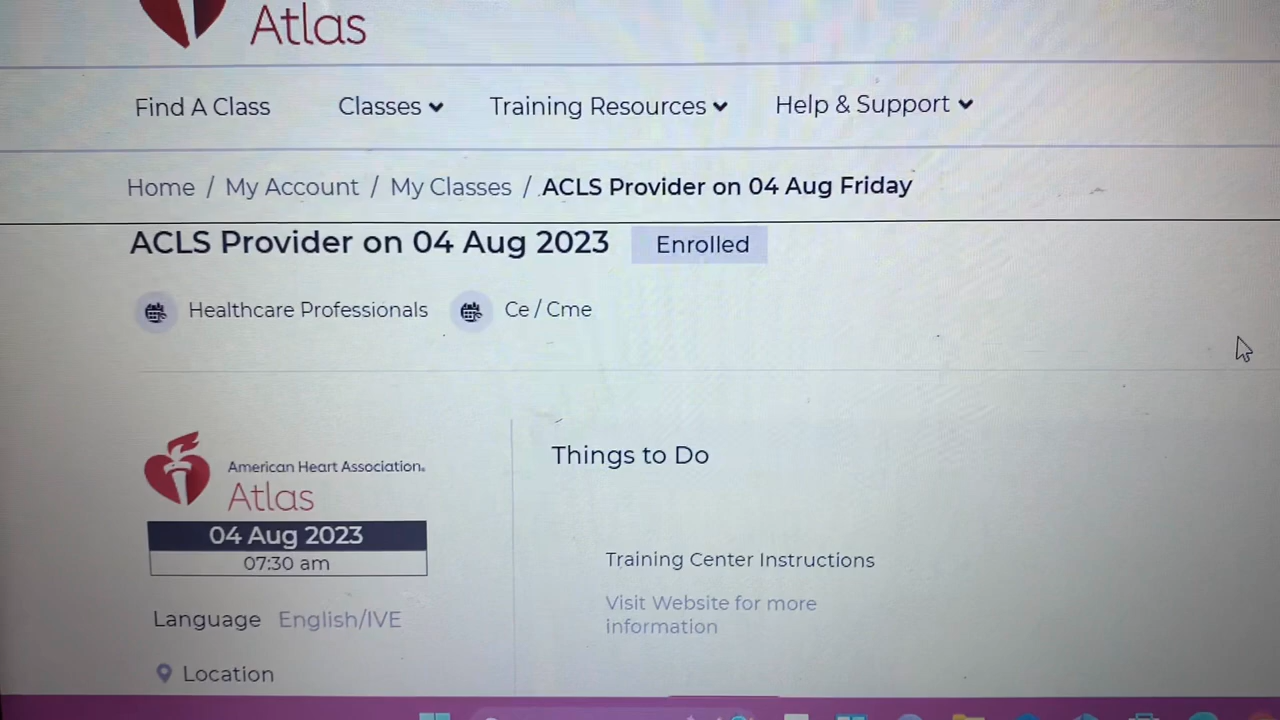 Atlas
Find A Class Classes Training Resources Help & Support
Home / My Account / My Classes / ACLS Provider on 04 Aug Friday
ACLS Provider on 04 Aug 2023 Enrolled
Healthcare Professionals Ce / Cme
American Heart Association®
Atlas
04 Aug 2023
07:30 am
Language English/IVE
Location
Things to Do
Training Center Instructions
Visit Website for more
information